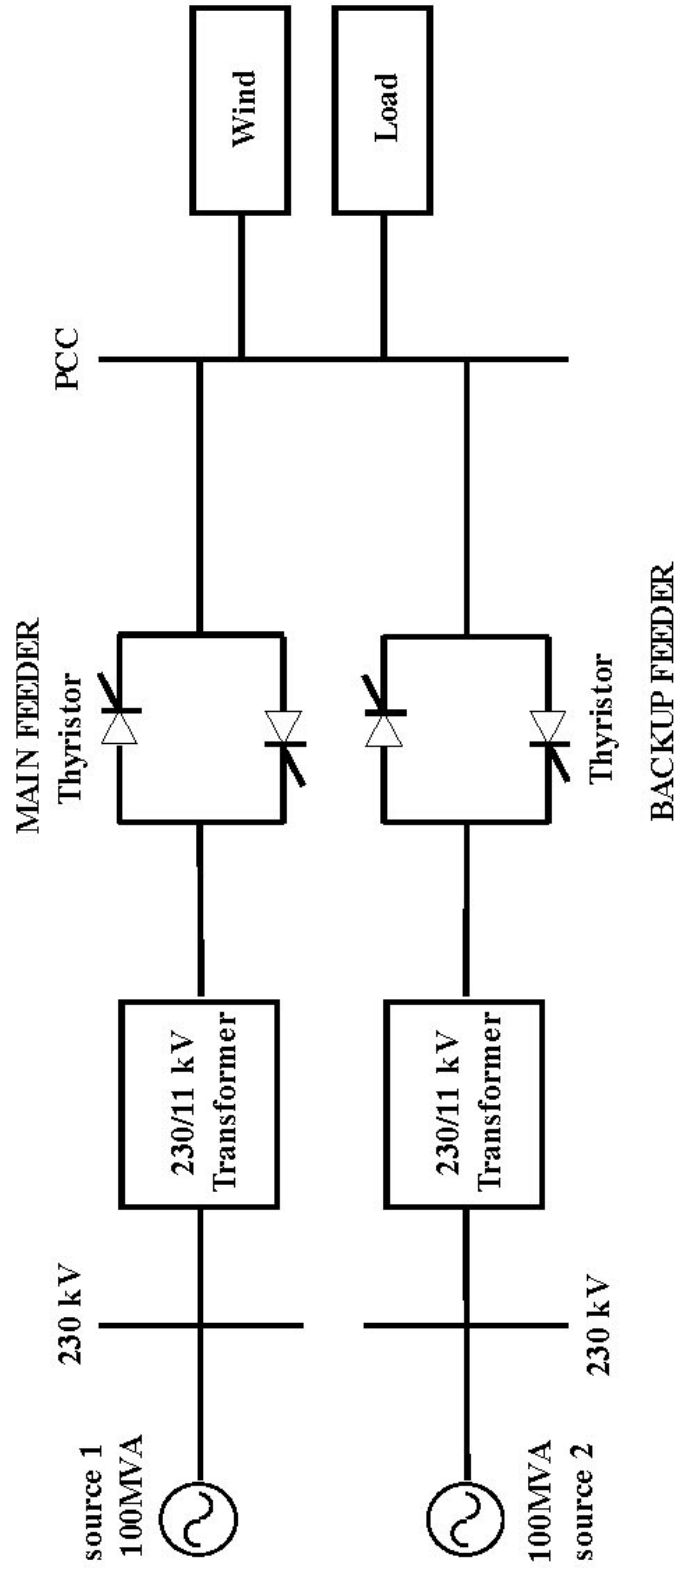 MAIN FEEDER
Thyristor
source 1
100MVA
230 kV
230/11 kV
Transformer
PCC
Wind
Load
100MVA
source 2
230 kV
230/11 kV
Transformer
Thyristor
BACKUP FEEDER